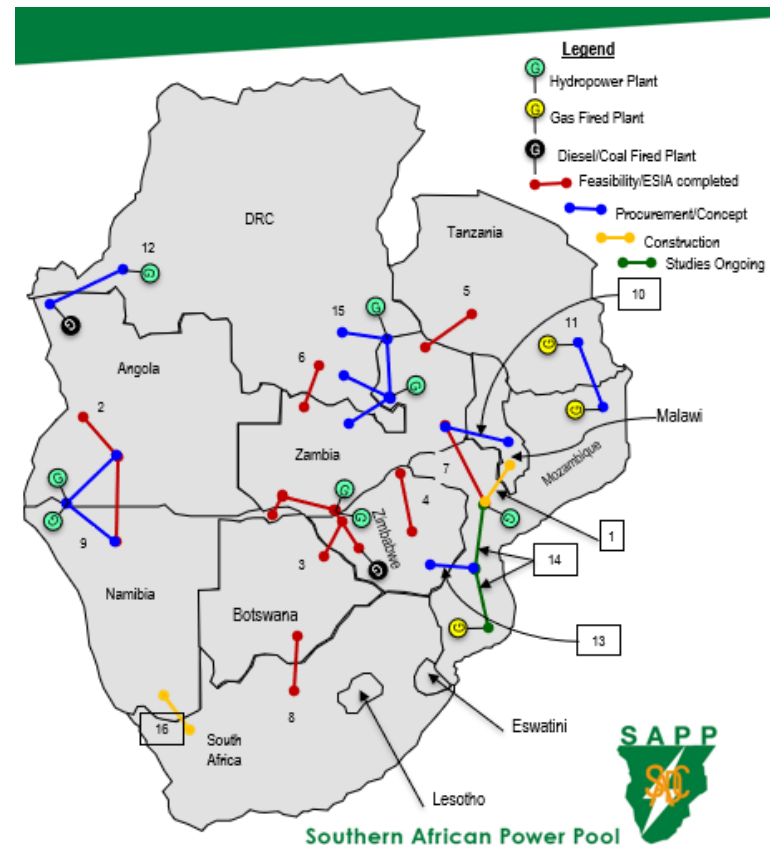 Legend
G
Hydropower Plant
G
Gas Fired Plant
G
Diesel/Coal Fired Plant
Feasibility/ESIA completed
Procurement/Concept
Construction
Studies Ongoing
DRC
Tanzania
12
G
G
15
G
5
10
11
G
6
G
G
Angola
2
Malawi
Zambia
7
Mozambique
G
G
G
G
G
4
Zimbabwe
1
9
3
G
14
Namibia
Botswana
G
13
8
16
South
Africa
Eswatini
Lesotho
SAPP
SADC
Southern African Power Pool